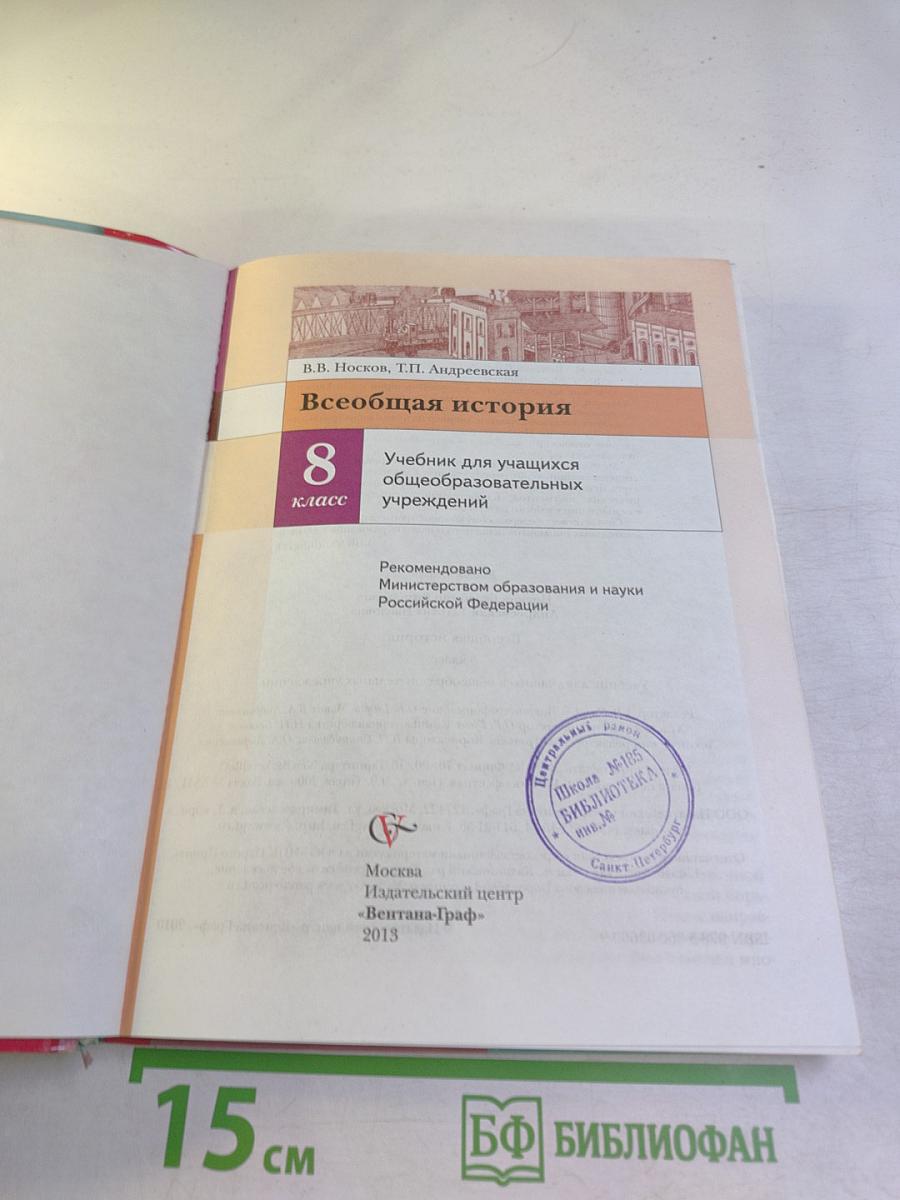 В.В. Носков, Т.П. Андреевская
Всеобщая история
8
класс
Учебник для учащихся
общеобразовательных
учреждений
Рекомендовано
Министерством образования и науки
Российской Федерации
Центральный район
Школа №185
БИБЛИОТЕКА
инв.№
Санкт-Петербург
Москва
Издательский центр
«Вентана-Граф»
2013
15 см
БФ БИБЛИОФАН